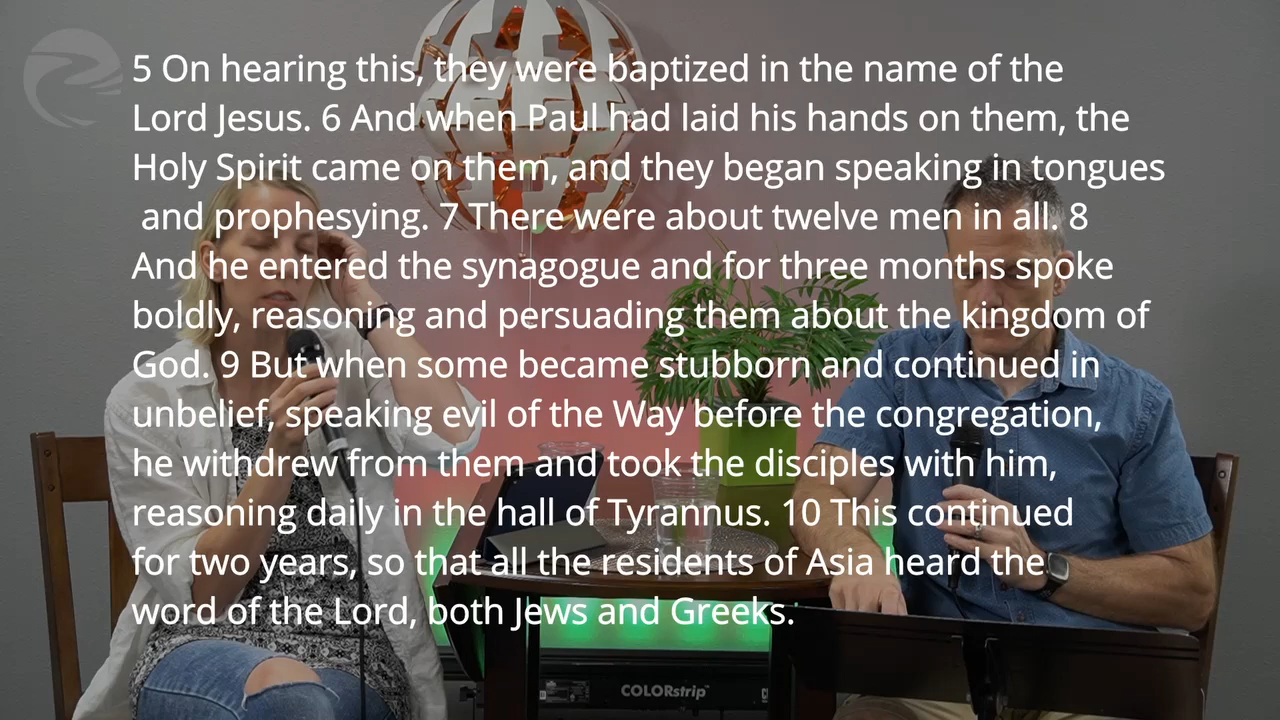 5 On hearing this, they were baptized in the name of the
Lord Jesus. 6 And when Paul had laid his hands on them, the
Holy Spirit came on them, and they began speaking in tongues
and prophesying. 7 There were about twelve men in all. 8
And he entered the synagogue and for three months spoke
boldly, reasoning and persuading them about the kingdom of
God. 9 But when some became stubborn and continued in
unbelief, speaking evil of the Way before the congregation,
he withdrew from them and took the disciples with him,
reasoning daily in the hall of Tyrannus. 10 This continued
for two years, so that all the residents of Asia heard the
word of the Lord, both Jews and Greeks.
COLORstrip™